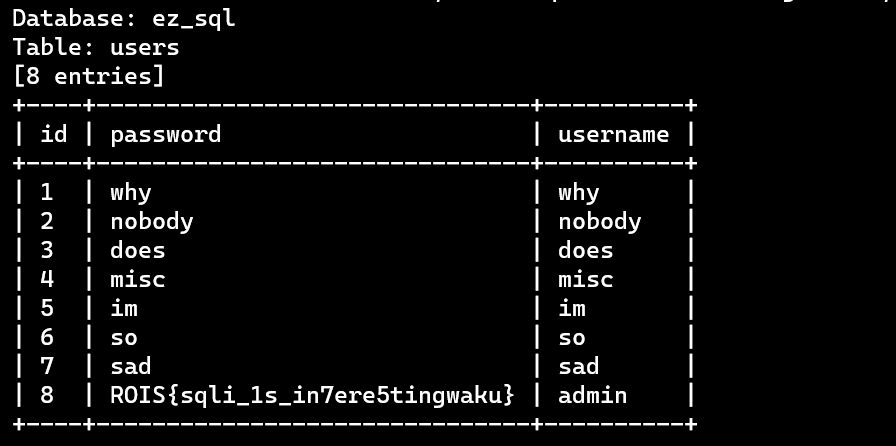 Database: ez_sql
Table: users
[8 entries]
+----+-------------------------------+----------+
| id | password                      | username |
+----+-------------------------------+----------+
| 1  | why                           | why      |
| 2  | nobody                        | nobody   |
| 3  | does                          | does     |
| 4  | misc                          | misc     |
| 5  | im                            | im       |
| 6  | so                            | so       |
| 7  | sad                           | sad      |
| 8  | ROIS{sqli_1s_in7ere5tingwaku} | admin    |
+----+-------------------------------+----------+